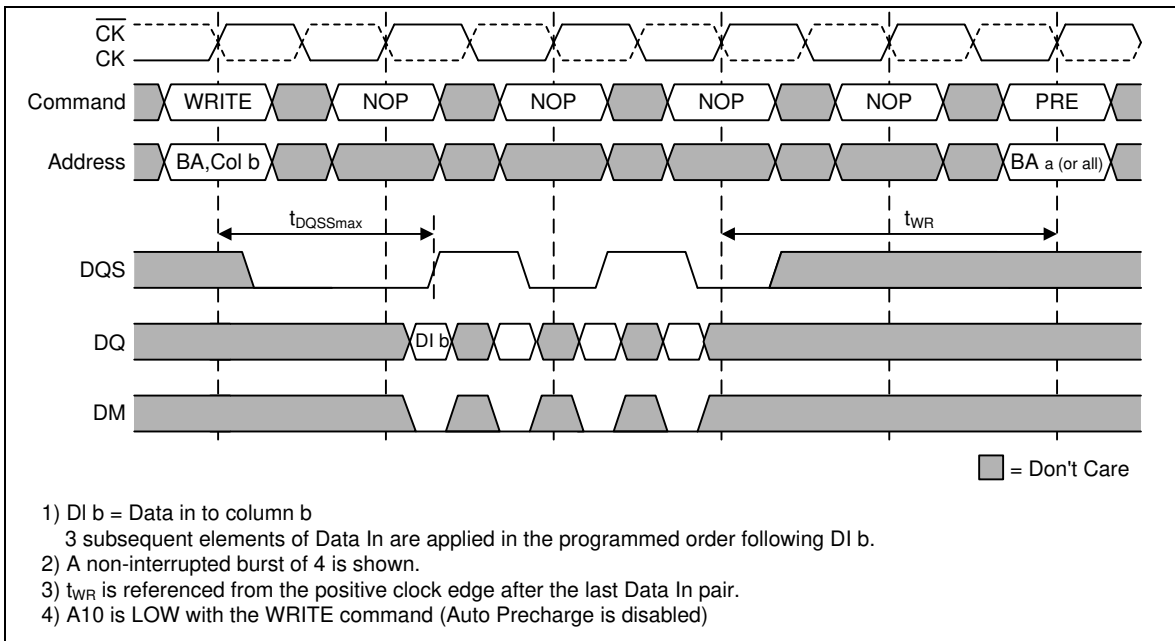 CK
CK
Command WRITE NOP NOP NOP NOP PRE
Address BA,Col b BA a (or all)
tDQSSmax tWR
DQS
DQ DI b
DM
= Don't Care
1) DI b = Data in to column b
3 subsequent elements of Data In are applied in the programmed order following DI b.
2) A non-interrupted burst of 4 is shown.
3) tWR is referenced from the positive clock edge after the last Data In pair.
4) A10 is LOW with the WRITE command (Auto Precharge is disabled)